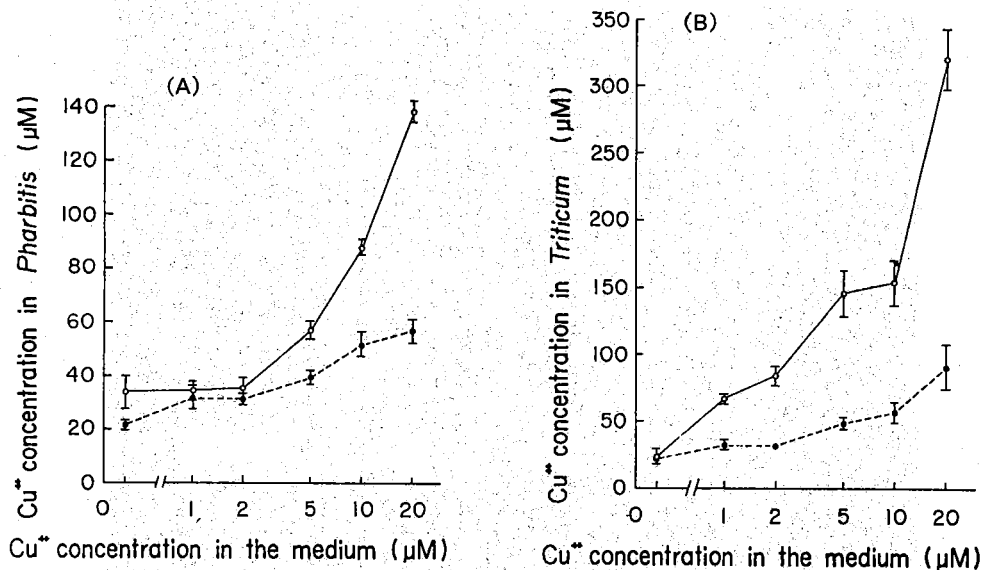 (A)
Cu⁺⁺ concentration in Pharbitis (μM)
140
120
100
80
60
40
20
0
0 1 2 5 10 20
Cu⁺⁺ concentration in the medium (μM)
(B)
Cu⁺⁺ concentration in Triticum (μM)
350
300
250
200
150
100
50
0
0 1 2 5 10 20
Cu⁺⁺ concentration in the medium (μM)